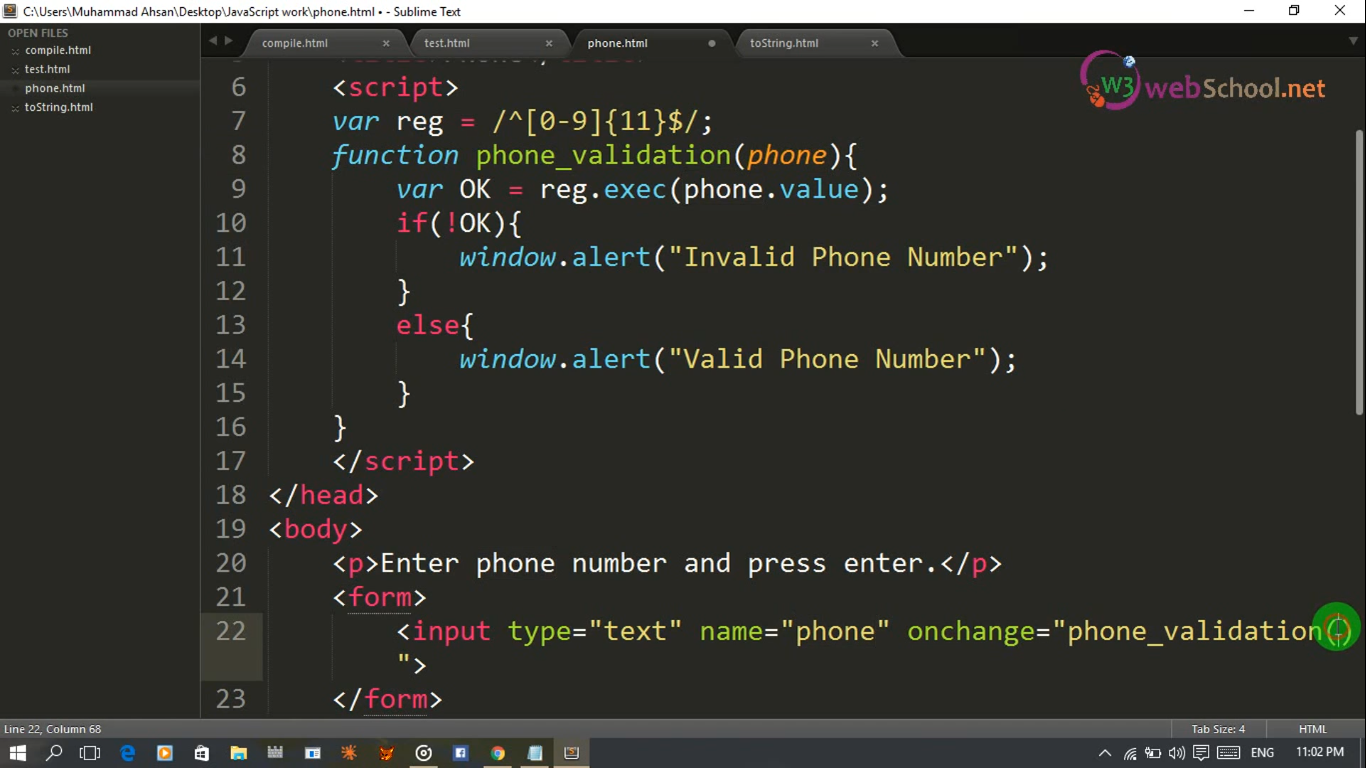 C:\Users\Muhammad Ahsan\Desktop\JavaScript work\phone.html • - Sublime Text
OPEN FILES
compile.html
test.html
phone.html
toString.html
compile.html
test.html
phone.html
toString.html
W3 webSchool.net
6 <script>
7 var reg = /^[0-9]{11}$/;
8 function phone_validation(phone){
9 var OK = reg.exec(phone.value);
10 if(!OK){
11 window.alert("Invalid Phone Number");
12 }
13 else{
14 window.alert("Valid Phone Number");
15 }
16 }
17 </script>
18 </head>
19 <body>
20 <p>Enter phone number and press enter.</p>
21 <form>
22 <input type="text" name="phone" onchange="phone_validation()
">
23 </form>
Line 22, Column 68
Tab Size: 4
HTML
ENG
11:02 PM